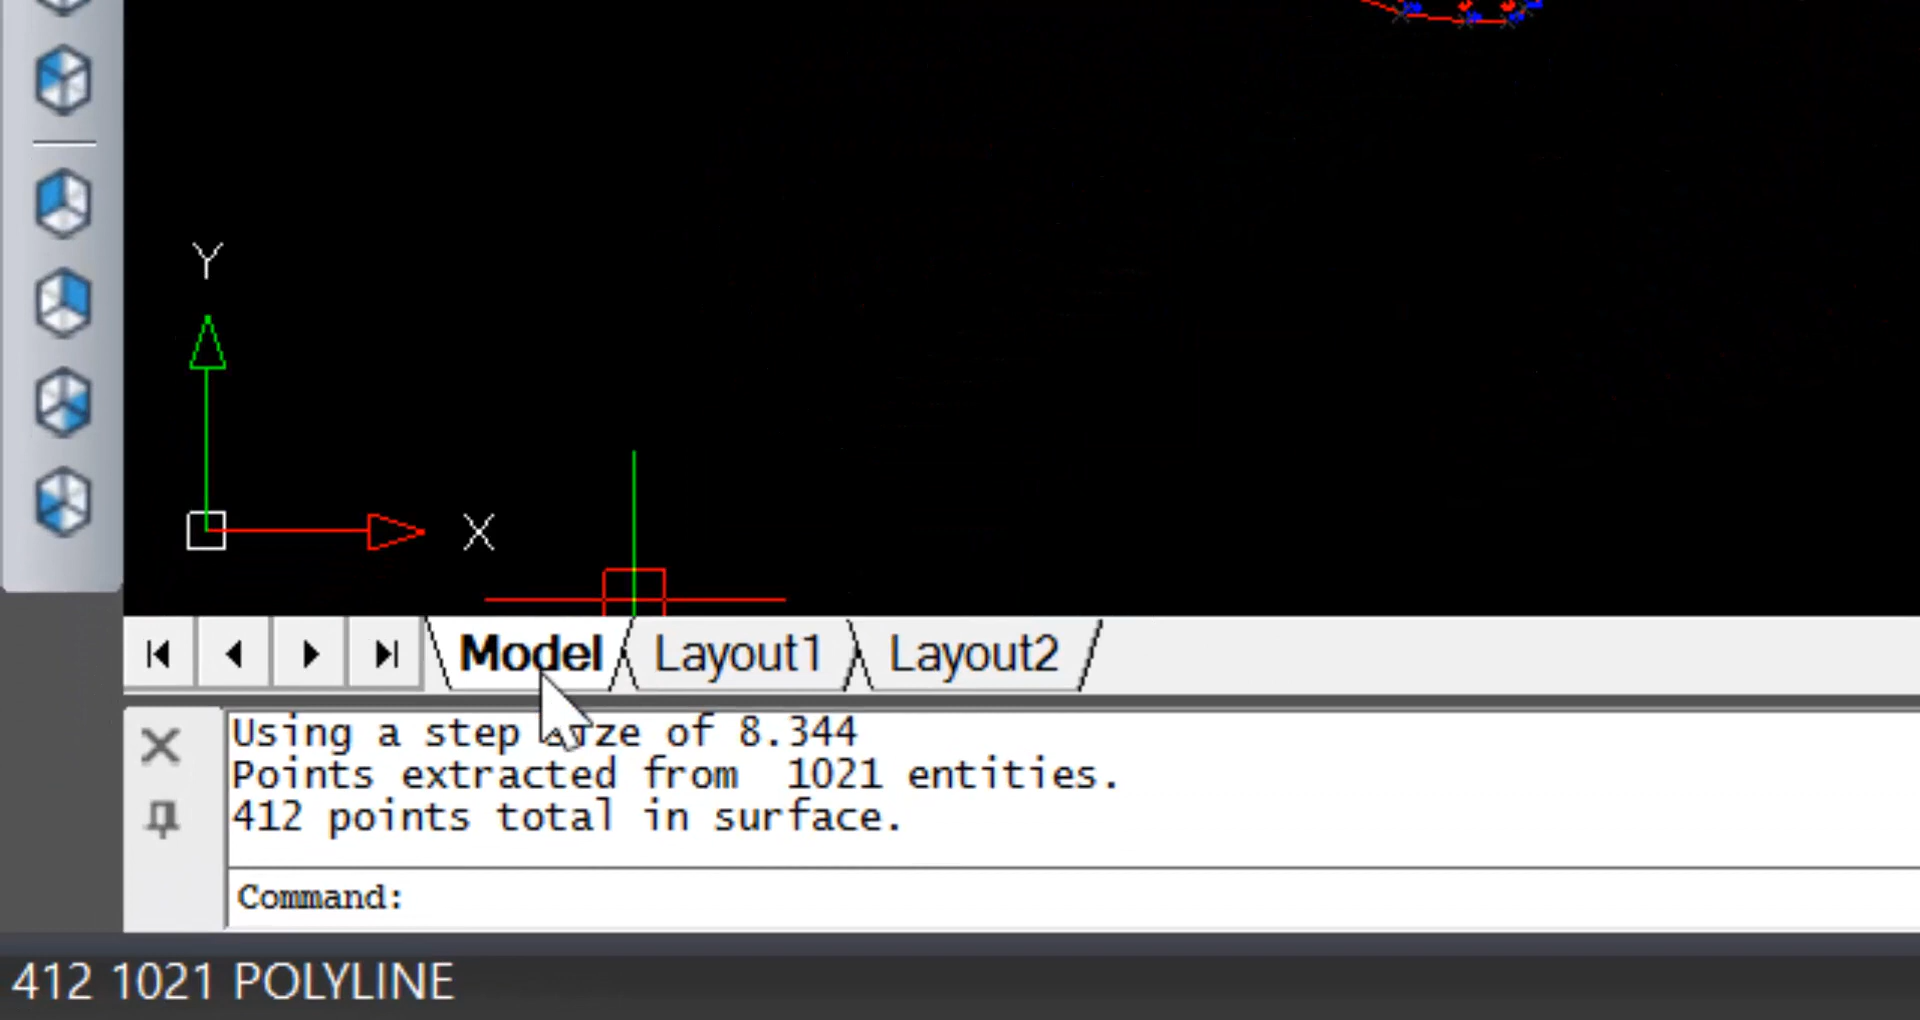 Y
X
Model Layout1 Layout2
Using a step size of 8.344
Points extracted from  1021 entities.
412 points total in surface.
Command:
412 1021 POLYLINE